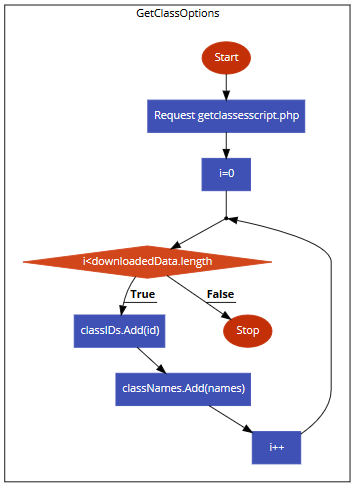 GetClassOptions
Start
Request getclassesscript.php
i=0
i<downloadedData.length
True
False
classIDs.Add(id)
Stop
classNames.Add(names)
i++